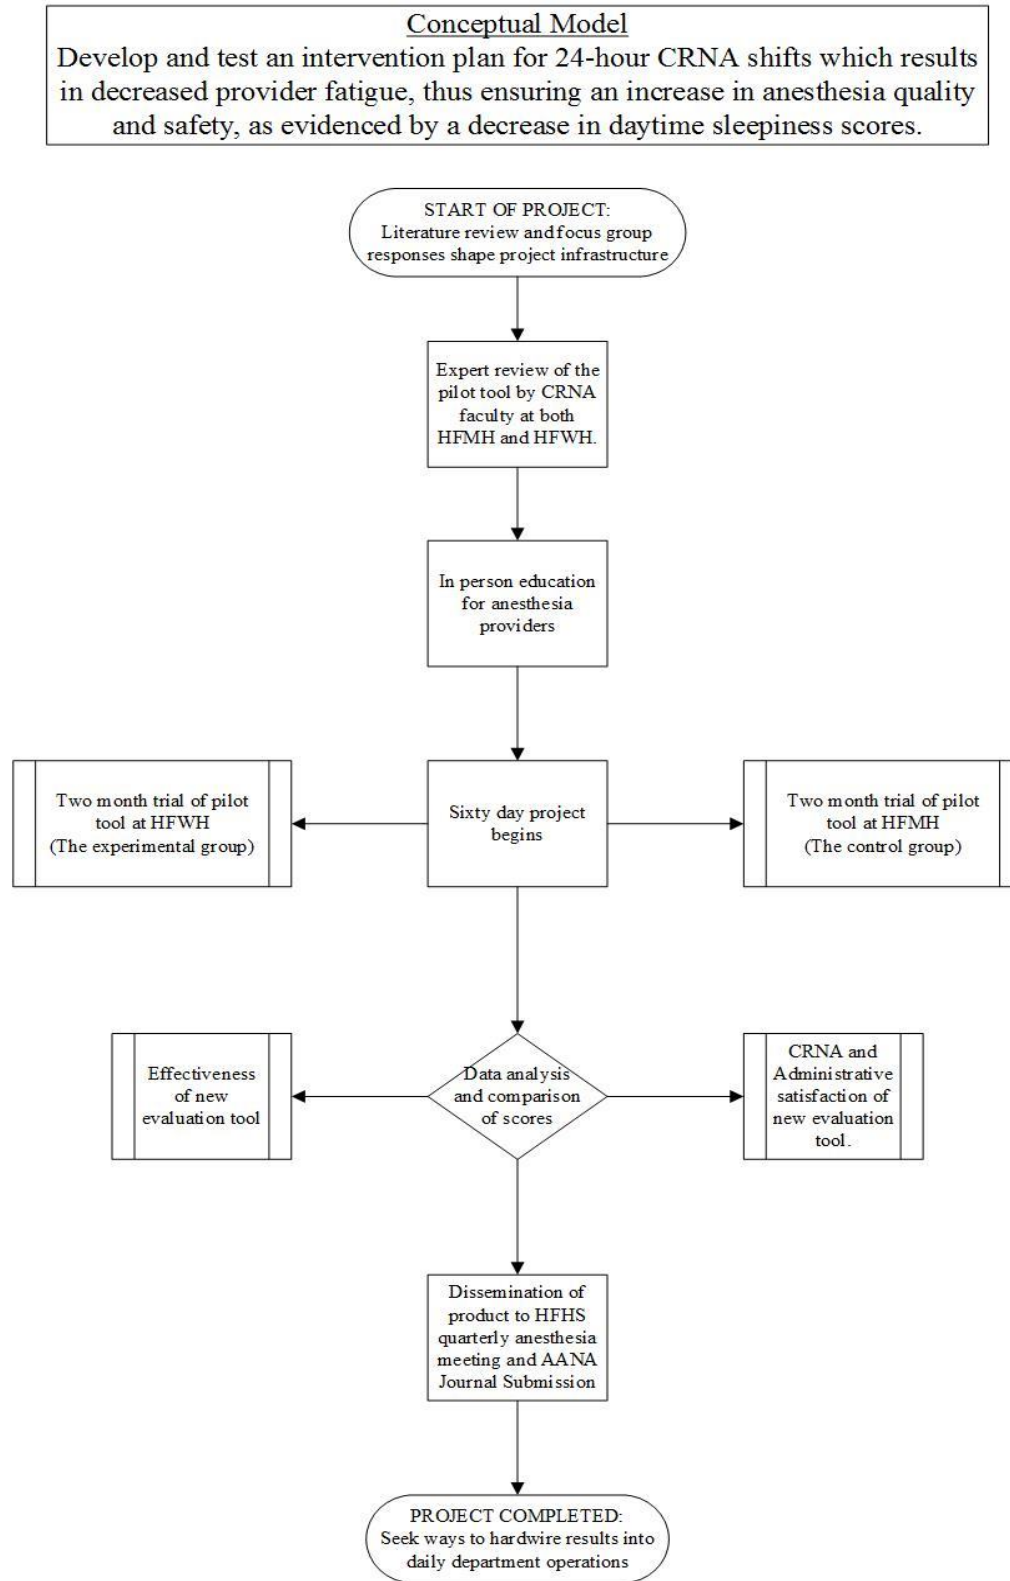 Conceptual Model
Develop and test an intervention plan for 24-hour CRNA shifts which results
in decreased provider fatigue, thus ensuring an increase in anesthesia quality
and safety, as evidenced by a decrease in daytime sleepiness scores.
START OF PROJECT:
Literature review and focus group
responses shape project infrastructure
Expert review of the
pilot tool by CRNA
faculty at both
HFMH and HFWH.
In person education
for anesthesia
providers
Two month trial of pilot
tool at HFWH
(The experimental group)
Sixty day project
begins
Two month trial of pilot
tool at HFMH
(The control group)
Effectiveness
of new
evaluation tool
Data analysis
and comparison
of scores
CRNA and
Administrative
satisfaction of
new evaluation
tool.
Dissemination of
product to HFHS
quarterly anesthesia
meeting and AANA
Journal Submission
PROJECT COMPLETED:
Seek ways to hardwire results into
daily department operations